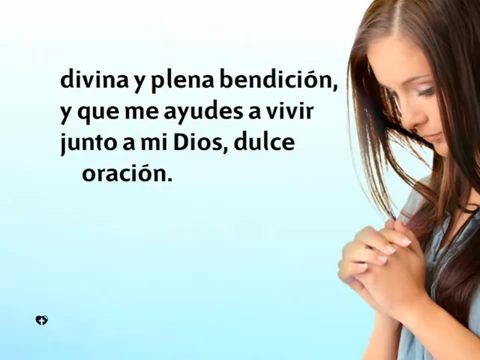 divina y plena bendición,
y que me ayudes a vivir
junto a mi Dios, dulce
oración.